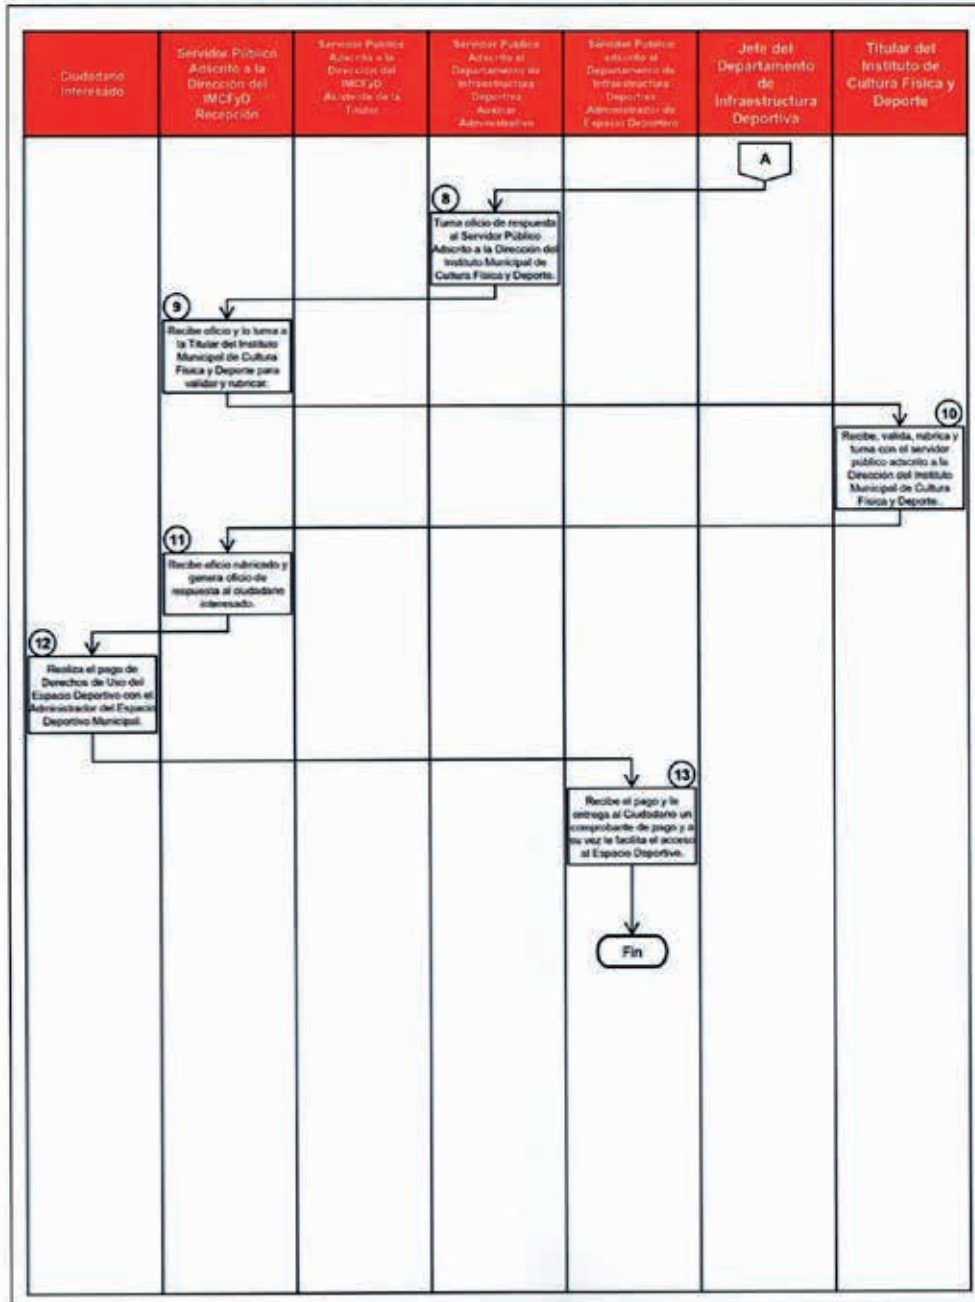 Ciudadano
Interesado
Servidor Público
Adscrito a la
Dirección del
IMCFyD
Recepción
Servidor Público
Adscrito a la
Dirección del
IMCFyD
Asistente de la
Titular
Servidor Público
Adscrito al
Departamento de
Infraestructura
Deportiva
Auxiliar
Administrativo
Servidor Público
adscrito al
Departamento de
Infraestructura
Deportiva
Administrador de
Espacio Deportivo
Jefe del
Departamento
de
Infraestructura
Deportiva
Titular del
Instituto de
Cultura Física y
Deporte
A
8
Turna oficio de respuesta
al Servidor Público
Adscrito a la Dirección del
Instituto Municipal de
Cultura Física y Deporte.
9
Recibe oficio y lo turna a
la Titular del Instituto
Municipal de Cultura
Física y Deporte para
validar y rubricar.
10
Recibe, valida, rubrica y
turna con el servidor
público adscrito a la
Dirección del Instituto
Municipal de Cultura
Física y Deporte..
11
Recibe oficio rubricado y
genera oficio de
respuesta al ciudadano
interesado.
12
Realiza el pago de
Derechos de Uso del
Espacio Deportivo con el
Administrador del Espacio
Deportivo Municipal.
13
Recibe el pago y le
entrega al Ciudadano un
comprobante de pago y a
su vez le facilita el acceso
al Espacio Deportivo.
Fin